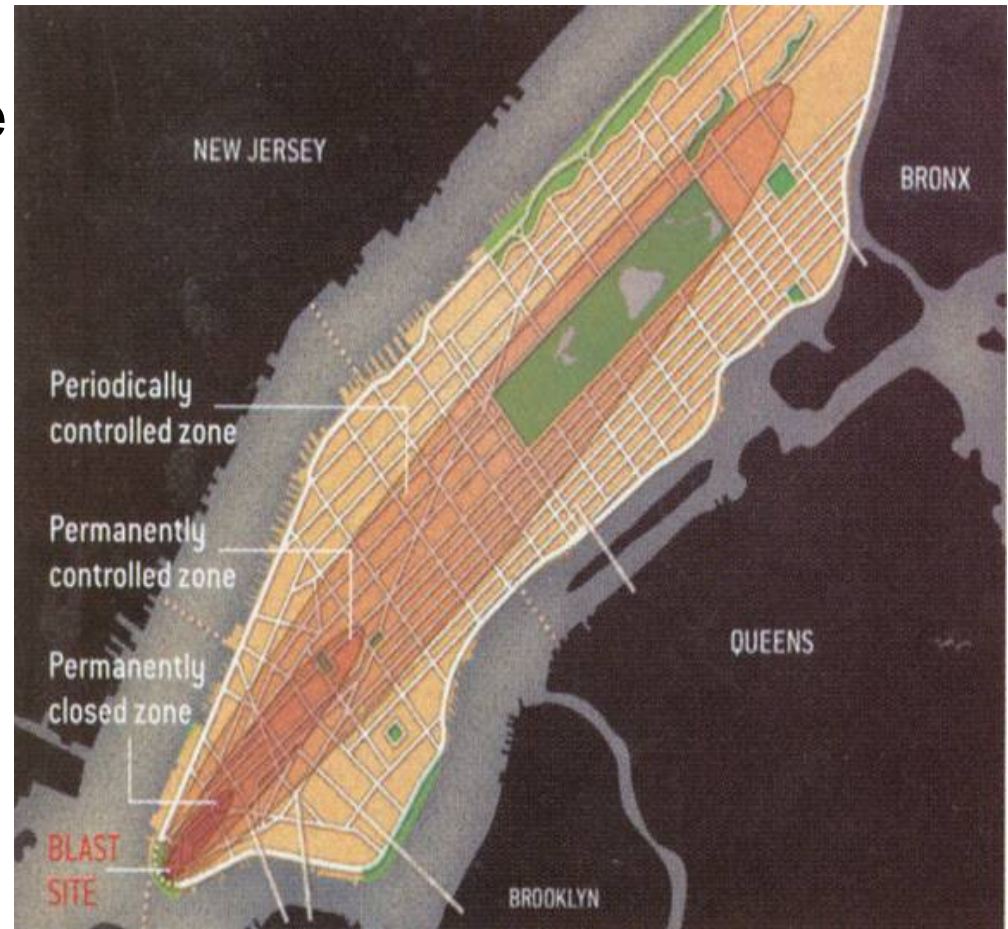 e
NEW JERSEY
BRONX
Periodically
controlled zone
Permanently
controlled zone
Permanently
closed zone
QUEENS
BLAST
SITE
BROOKLYN